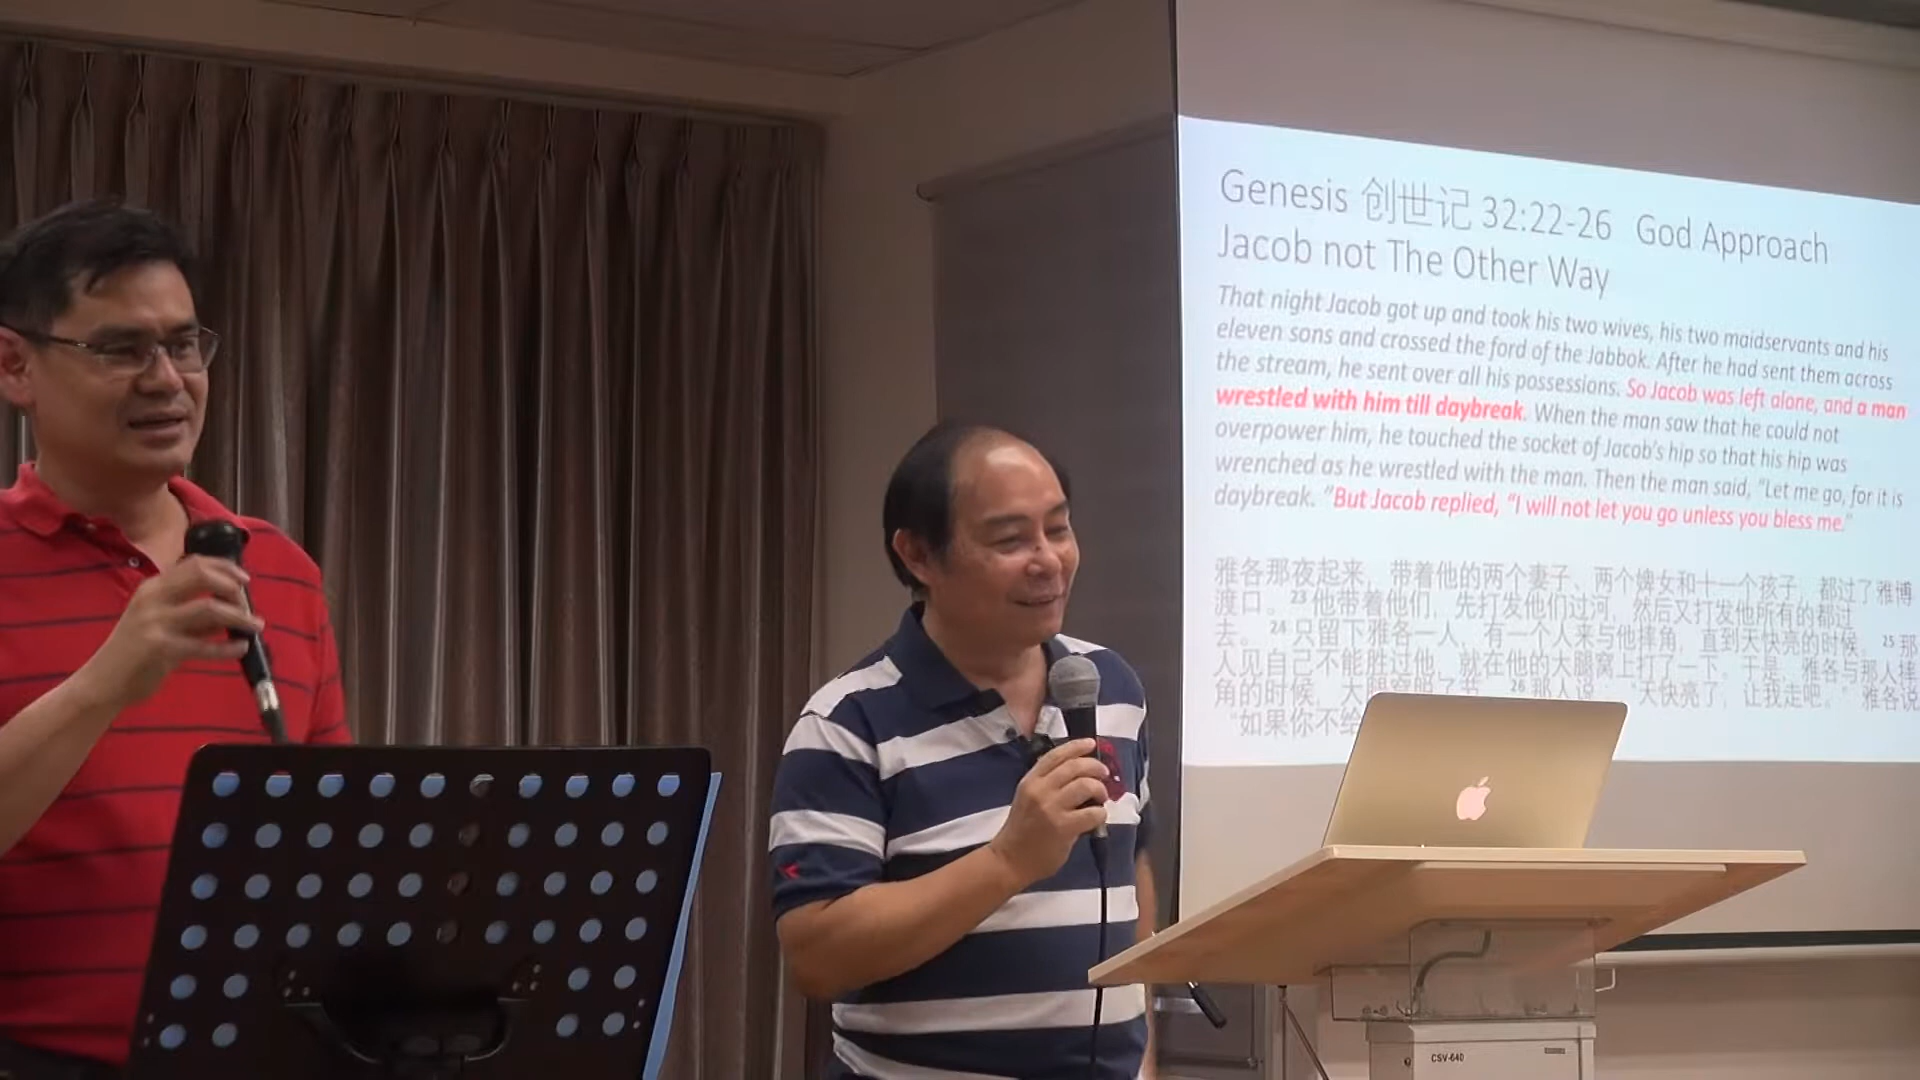 Genesis 创世记 32:22-26 God Approach
Jacob not The Other Way
That night Jacob got up and took his two wives, his two maidservants and his
eleven sons and crossed the ford of the Jabbok. After he had sent them across
the stream, he sent over all his possessions. So Jacob was left alone, and a man
wrestled with him till daybreak. When the man saw that he could not
overpower him, he touched the socket of Jacob's hip so that his hip was
wrenched as he wrestled with the man. Then the man said, "Let me go, for it is
daybreak. "But Jacob replied, "I will not let you go unless you bless me."
雅各那夜起来，带着他的两个妻子、两个婢女和十一个孩子，都过了雅博
渡口。23 他带着他们，先打发他们过河，然后又打发他所有的都过
去。 24 只留下雅各一人，有一个人来与他摔角，直到天快亮的时候。 25 那
人见自己不能胜过他，就在他的大腿窝上打了一下。于是，雅各与那人摔
角的时候，大腿窝脱了节。 26 那人说："天快亮了，让我走吧。" 雅各说
"如果你不给
CSV-640